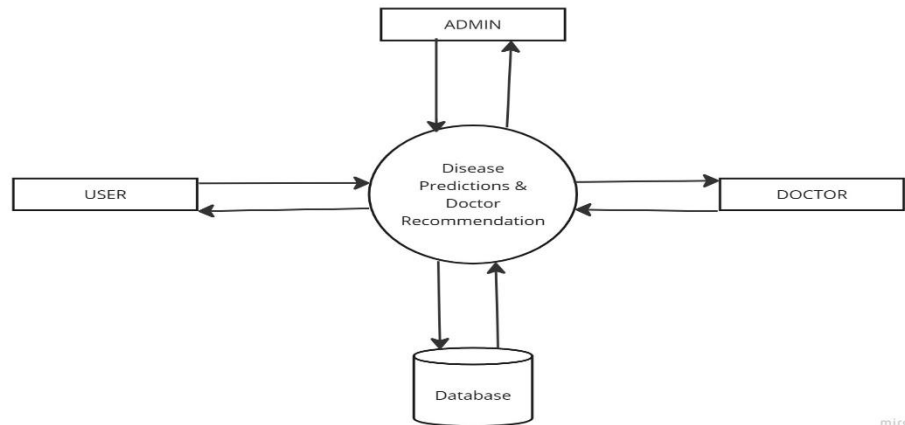 ADMIN
USER
Disease
Predictions &
Doctor
Recommendation
DOCTOR
Database